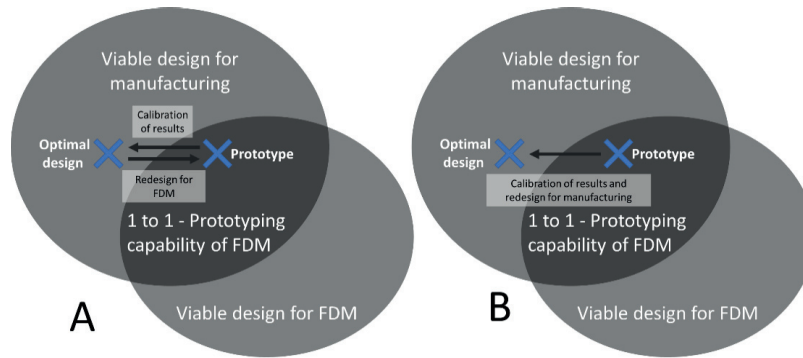 Viable design for
manufacturing
Calibration
of results
Optimal
design
Prototype
Redesign for
FDM
1 to 1 - Prototyping
capability of FDM
A
Viable design for FDM
Viable design for
manufacturing
Optimal
design
Prototype
Calibration of results and
redesign for manufacturing
1 to 1 - Prototyping
capability of FDM
B
Viable design for FDM